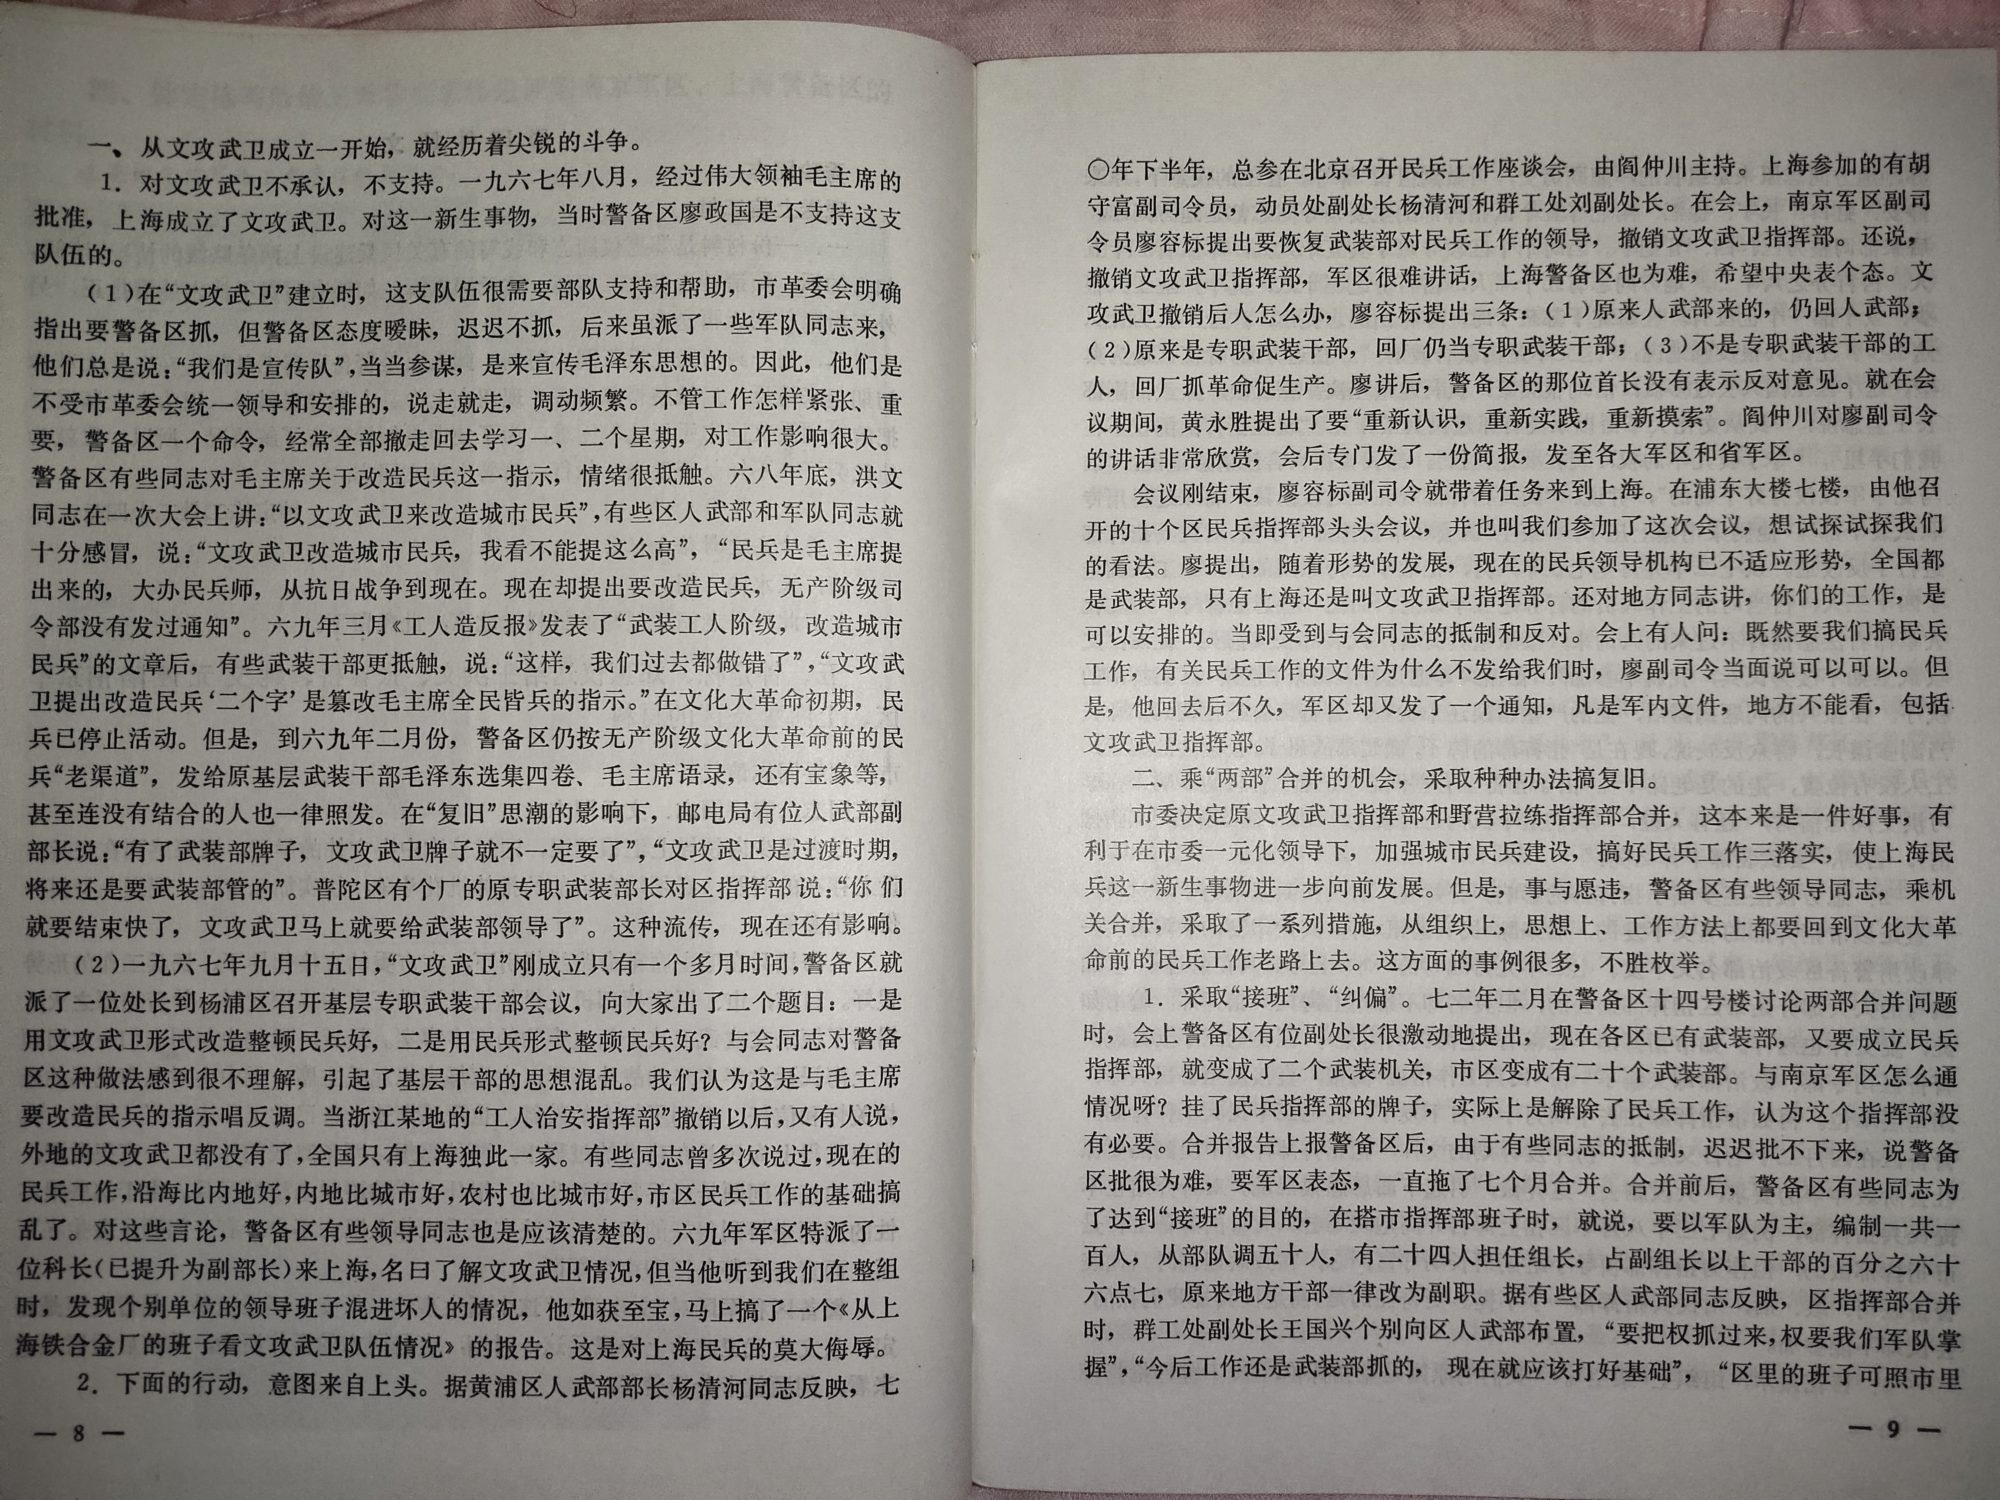 一、从文攻武卫成立一开始，就经历着尖锐的斗争。
1．对文攻武卫不承认，不支持。一九六七年八月，经过伟大领袖毛主席的
批准，上海成立了文攻武卫。对这一新生事物，当时警备区廖政国是不支持这支
队伍的。
（1）在“文攻武卫”建立时，这支队伍很需要部队支持和帮助，市革委会明确
指出要警备区抓，但警备区态度暧昧，迟迟不抓，后来虽派了一些军队同志来，
他们总是说：“我们是宣传队”，当当参谋，是来宣传毛泽东思想的。因此，他们是
不受市革委会统一领导和安排的，说走就走，调动频繁。不管工作怎样紧张、重
要，警备区一个命令，经常全部撤走回去学习一、二个星期，对工作影响很大。
警备区有些同志对毛主席关于改造民兵这一指示，情绪很抵触。六八年底，洪文
同志在一次大会上讲：“以文攻武卫来改造城市民兵”，有些区人武部和军队同志就
十分感冒，说：“文攻武卫改造城市民兵，我看不能提这么高”，“民兵是毛主席提
出来的，大办民兵师，从抗日战争到现在。现在却提出要改造民兵，无产阶级司
令部没有发过通知”。六九年三月《工人造反报》发表了“武装工人阶级，改造城市
民兵”的文章后，有些武装干部更抵触，说：“这样，我们过去都做错了”，“文攻武
卫提出改造民兵‘二个字’是篡改毛主席全民皆兵的指示。”在文化大革命初期，民
兵已停止活动。但是，到六九年二月份，警备区仍按无产阶级文化大革命前的民
兵“老渠道”，发给原基层武装干部毛泽东选集四卷、毛主席语录，还有宝象等，
甚至连没有结合的人也一律照发。在“复旧”思潮的影响下，邮电局有位人武部副
部长说：“有了武装部牌子，文攻武卫牌子就不一定要了”，“文攻武卫是过渡时期，
将来还是要武装部管的”。普陀区有个厂的原专职武装部长对区指挥部说：“你们
就要结束快了，文攻武卫马上就要给武装部领导了”。这种流传，现在还有影响。
（2）一九六七年九月十五日，“文攻武卫”刚成立只有一个多月时间，警备区就
派了一位处长到杨浦区召开基层专职武装干部会议，向大家出了二个题目：一是
用文攻武卫形式改造整顿民兵好，二是用民兵形式整顿民兵好？与会同志对警备
区这种做法感到很不理解，引起了基层干部的思想混乱。我们认为这是与毛主席
要改造民兵的指示唱反调。当浙江某地的“工人治安指挥部”撤销以后，又有人说，
外地的文攻武卫都没有了，全国只有上海独此一家。有些同志曾多次说过，现在的
民兵工作，沿海比内地好，内地比城市好，农村也比城市好，市区民兵工作的基础搞
乱了。对这些言论，警备区有些领导同志也是应该清楚的。六九年军区特派了一
位科长（已提升为副部长）来上海，名曰了解文攻武卫情况，但当他听到我们在整组
时，发现个别单位的领导班子混进坏人的情况，他如获至宝，马上搞了一个《从上
海铁合金厂的班子看文攻武卫队伍情况》的报告。这是对上海民兵的莫大侮辱。
2．下面的行动，意图来自上头。据黄浦区人武部部长杨清河同志反映，七
— 8 —
〇年下半年，总参在北京召开民兵工作座谈会，由阎仲川主持。上海参加的有胡
守富副司令员，动员处副处长杨清河和群工处刘副处长。在会上，南京军区副司
令员廖容标提出要恢复武装部对民兵工作的领导，撤销文攻武卫指挥部。还说，
撤销文攻武卫指挥部，军区很难讲话，上海警备区也为难，希望中央表个态。文
攻武卫撤销后人怎么办，廖容标提出三条：（1）原来人武部来的，仍回人武部；
（2）原来是专职武装干部，回厂仍当专职武装干部；（3）不是专职武装干部的工
人，回厂抓革命促生产。廖讲后，警备区的那位首长没有表示反对意见。就在会
议期间，黄永胜提出了要“重新认识，重新实践，重新摸索”。阎仲川对廖副司令
的讲话非常欣赏，会后专门发了一份简报，发至各大军区和省军区。
会议刚结束，廖容标副司令就带着任务来到上海。在浦东大楼七楼，由他召
开的十个区民兵指挥部头头会议，并也叫我们参加了这次会议，想试探试探我们
的看法。廖提出，随着形势的发展，现在的民兵领导机构已不适应形势，全国都
是武装部，只有上海还是叫文攻武卫指挥部。还对地方同志讲，你们的工作，是
可以安排的。当即受到与会同志的抵制和反对。会上有人问：既然要我们搞民兵
工作，有关民兵工作的文件为什么不发给我们时，廖副司令当面说可以可以。但
是，他回去后不久，军区却又发了一个通知，凡是军内文件，地方不能看，包括
文攻武卫指挥部。
二、乘“两部”合并的机会，采取种种办法搞复旧。
市委决定原文攻武卫指挥部和野营拉练指挥部合并，这本来是一件好事，有
利于在市委一元化领导下，加强城市民兵建设，搞好民兵工作三落实，使上海民
兵这一新生事物进一步向前发展。但是，事与愿违，警备区有些领导同志，乘机
关合并，采取了一系列措施，从组织上，思想上、工作方法上都要回到文化大革
命前的民兵工作老路上去。这方面的事例很多，不胜枚举。
1．采取“接班”、“纠偏”。七二年二月在警备区十四号楼讨论两部合并问题
时，会上警备区有位副处长很激动地提出，现在各区已有武装部，又要成立民兵
指挥部，就变成了二个武装机关，市区变成有二十个武装部。与南京军区怎么通
情况呀？挂了民兵指挥部的牌子，实际上是解除了民兵工作，认为这个指挥部没
有必要。合并报告上报警备区后，由于有些同志的抵制，迟迟批不下来，说警备
区批很为难，要军区表态，一直拖了七个月合并。合并前后，警备区有些同志为
了达到“接班”的目的，在搭市指挥部班子时，就说，要以军队为主，编制一共一
百人，从部队调五十人，有二十四人担任组长，占副组长以上干部的百分之六十
六点七，原来地方干部一律改为副职。据有些区人武部同志反映，区指挥部合并
时，群工处副处长王国兴个别向区人武部布置，“要把权抓过来，权要我们军队掌
握”，“今后工作还是武装部抓的，现在就应该打好基础”，“区里的班子可照市里
— 9 —